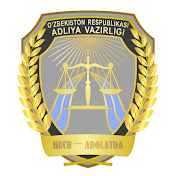 O'ZBEKISTON RESPUBLIKASI
ADLIYA VAZIRLIGI
KUCH — ADOLATDA